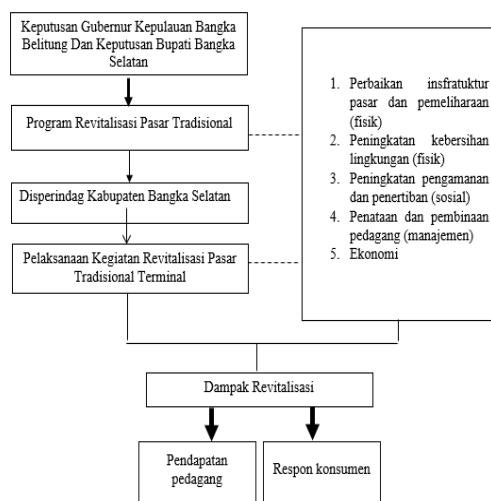 Keputusan Gubernur Kepulauan Bangka
Belitung Dan Keputusan Bupati Bangka
Selatan
Program Revitalisasi Pasar Tradisional
Disperindag Kabupaten Bangka Selatan
Pelaksanaan Kegiatan Revitalisasi Pasar
Tradisional Terminal
1. Perbaikan insfratuktur
pasar dan pemeliharaan
(fisik)
2. Peningkatan kebersihan
lingkungan (fisik)
3. Peningkatan pengamanan
dan penertiban (sosial)
4. Penataan dan pembinaan
pedagang (manajemen)
5. Ekonomi
Dampak Revitalisasi
Pendapatan
pedagang
Respon konsumen